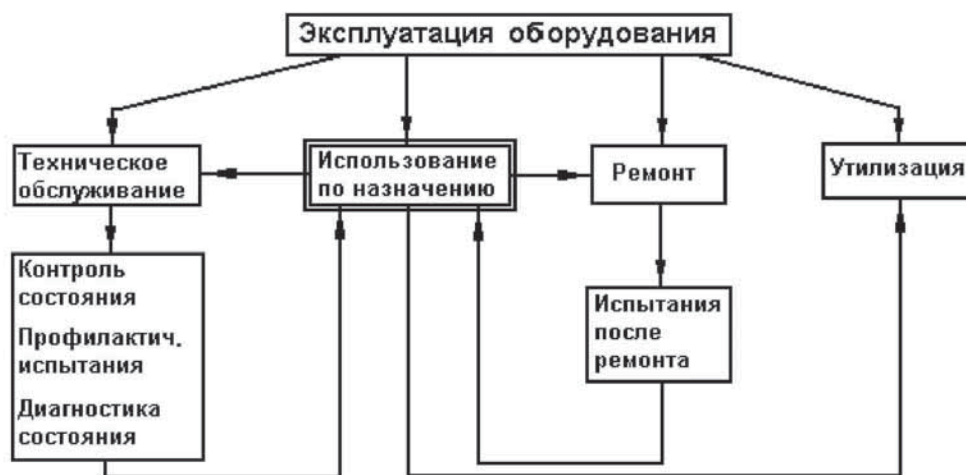 Эксплуатация оборудования
Техническое
обслуживание
Использование
по назначению
Ремонт
Утилизация
Контроль
состояния
Профилактич.
испытания
Диагностика
состояния
Испытания
после
ремонта